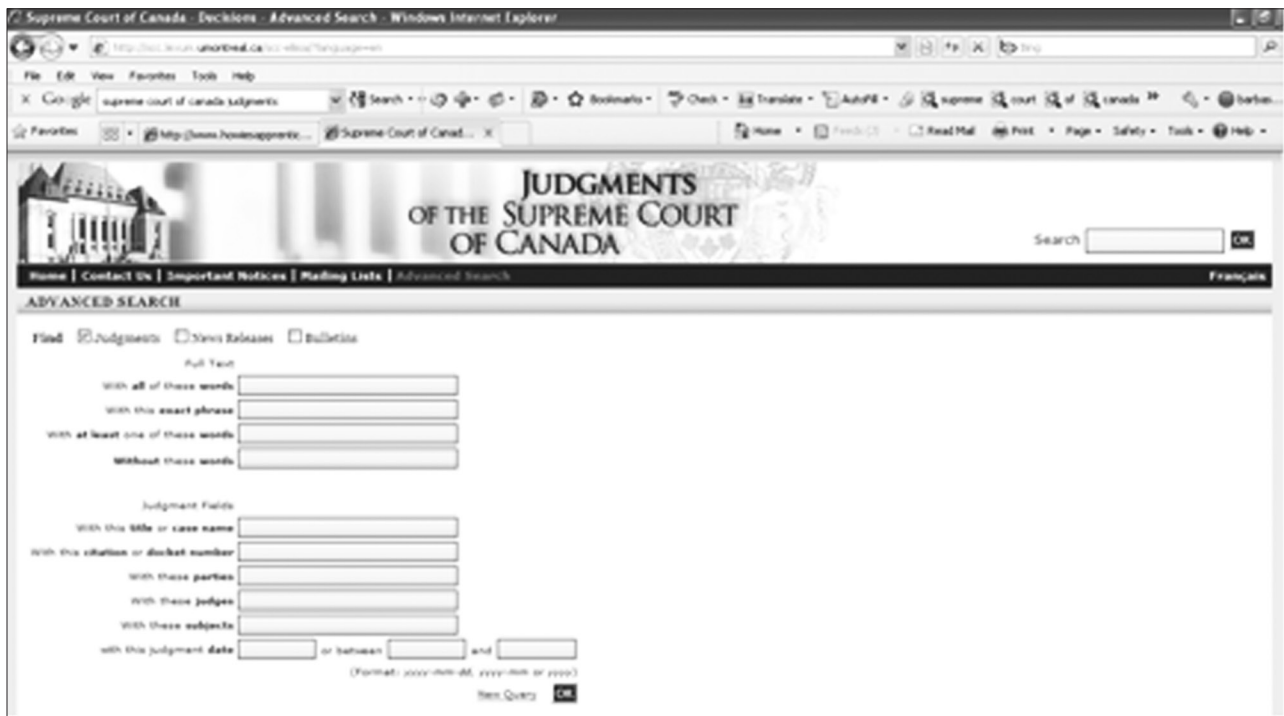 Supreme Court of Canada - Decisions - Advanced Search - Windows Internet Explorer
umontreal.ca
File Edit View Favorites Tools Help
Google supreme court of canada judgments Search Bookmarks Check Translate AutoFill supreme court of canada
Favorites Supreme Court of Canad... Home Read Mail Print Page Safety Tools Help
JUDGMENTS
OF THE SUPREME COURT
OF CANADA
Search OK
Home | Contact Us | Important Notices | Mailing Lists | Advanced Search Français
ADVANCED SEARCH
Find Judgments News Releases Bulletins
Full Text
With all of these words
With this exact phrase
With at least one of these words
Without these words
Judgment Fields
With this title or case name
With this citation or docket number
With these parties
With these judges
With these subjects
with this judgment date or between and
(Format: yyyy-mm-dd, yyyy-mm or yyyy)
New Query OK